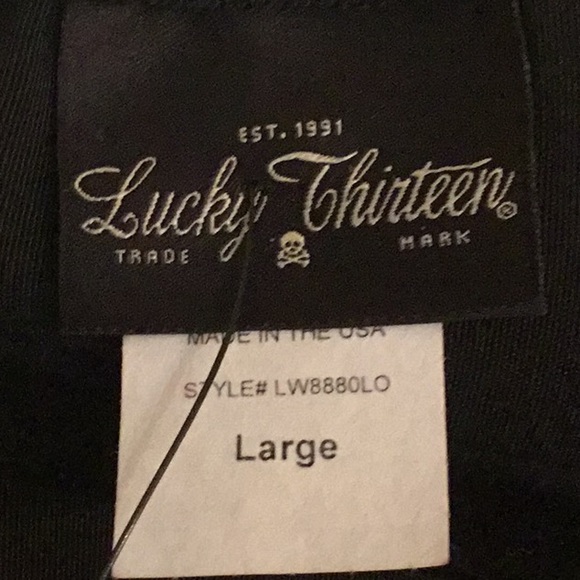 EST. 1991
Lucky Thirteen®
TRADE MARK
MADE IN THE USA
STYLE# LW8880LO
Large